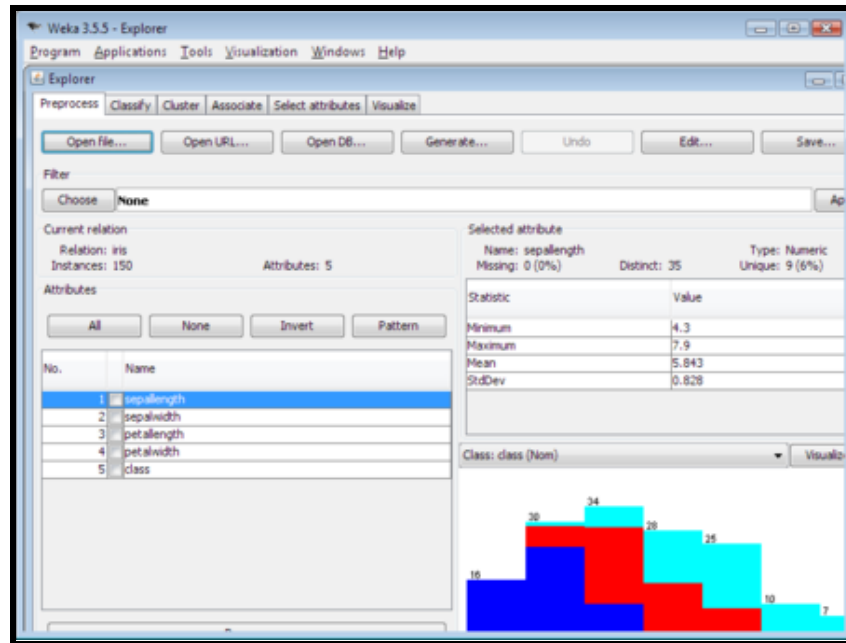 Weka 3.5.5 - Explorer
Program Applications Tools Visualization Windows Help
Explorer
Preprocess Classify Cluster Associate Select attributes Visualize
Open file... Open URL... Open DB... Generate... Undo Edit... Save...
Filter
Choose None Ap
Current relation
Relation: iris
Instances: 150 Attributes: 5
Attributes
All None Invert Pattern
No. Name
1 sepallength
2 sepalwidth
3 petallength
4 petalwidth
5 class
Selected attribute
Name: sepallength Type: Numeric
Missing: 0 (0%) Distinct: 35 Unique: 9 (6%)
Statistic Value
Minimum 4.3
Maximum 7.9
Mean 5.843
StdDev 0.828
Class: class (Nom) Visualiz
16 30 34 28 25 10 7